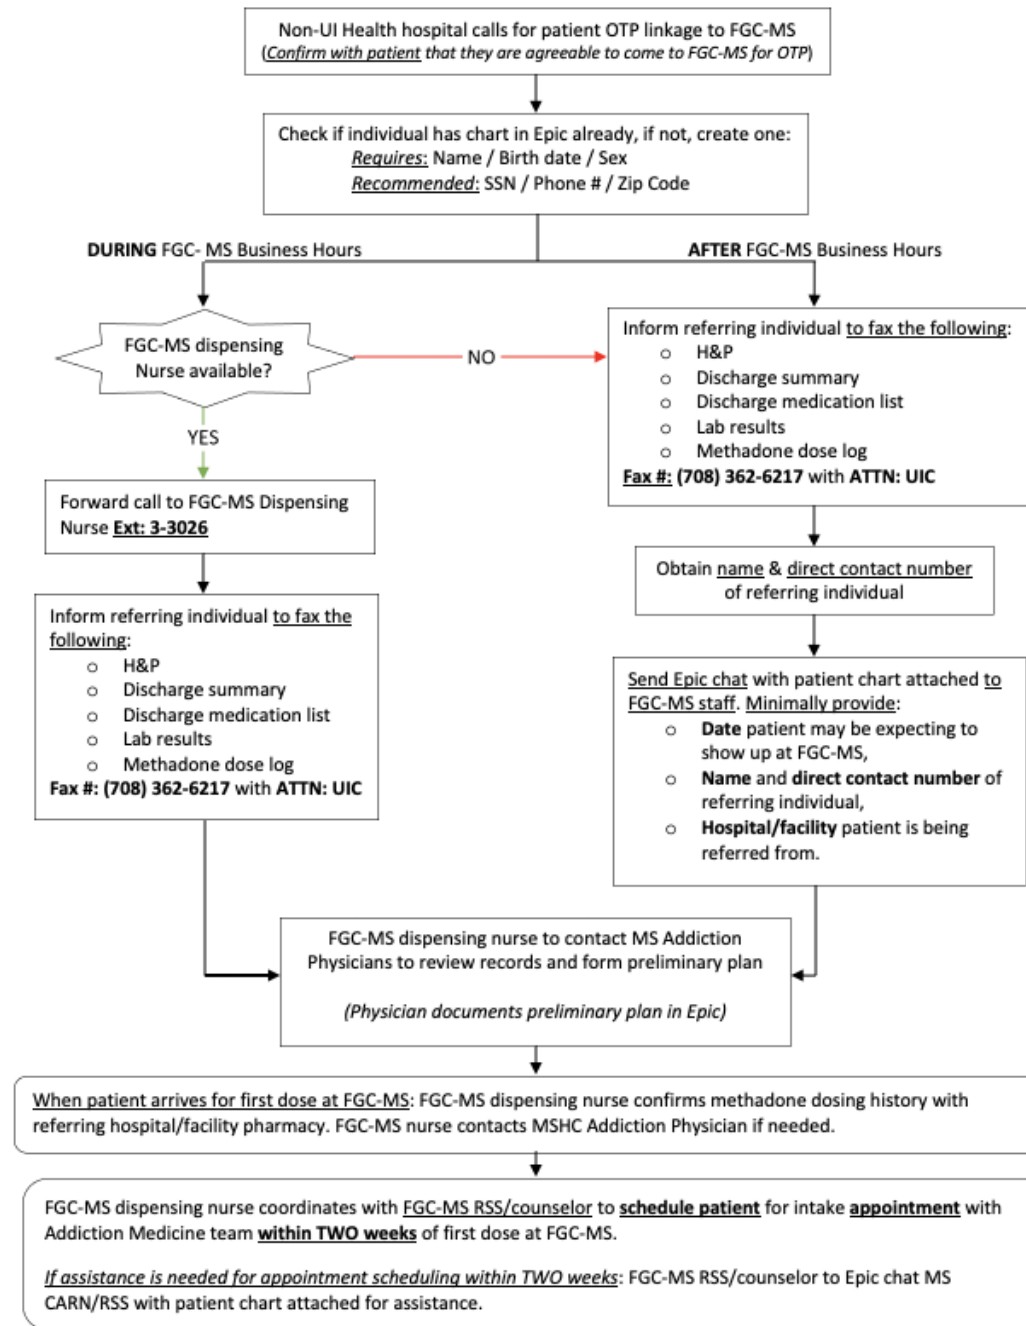 Non-UI Health hospital calls for patient OTP linkage to FGC-MS
(Confirm with patient that they are agreeable to come to FGC-MS for OTP)
Check if individual has chart in Epic already, if not, create one:
Requires: Name / Birth date / Sex
Recommended: SSN / Phone # / Zip Code
DURING FGC- MS Business Hours
AFTER FGC-MS Business Hours
FGC-MS dispensing
Nurse available?
NO
YES
Forward call to FGC-MS Dispensing
Nurse Ext: 3-3026
Inform referring individual to fax the
following:
o H&P
o Discharge summary
o Discharge medication list
o Lab results
o Methadone dose log
Fax #: (708) 362-6217 with ATTN: UIC
Inform referring individual to fax the following:
o H&P
o Discharge summary
o Discharge medication list
o Lab results
o Methadone dose log
Fax #: (708) 362-6217 with ATTN: UIC
Obtain name & direct contact number
of referring individual
Send Epic chat with patient chart attached to
FGC-MS staff. Minimally provide:
o Date patient may be expecting to
show up at FGC-MS,
o Name and direct contact number of
referring individual,
o Hospital/facility patient is being
referred from.
FGC-MS dispensing nurse to contact MS Addiction
Physicians to review records and form preliminary plan
(Physician documents preliminary plan in Epic)
When patient arrives for first dose at FGC-MS: FGC-MS dispensing nurse confirms methadone dosing history with
referring hospital/facility pharmacy. FGC-MS nurse contacts MSHC Addiction Physician if needed.
FGC-MS dispensing nurse coordinates with FGC-MS RSS/counselor to schedule patient for intake appointment with
Addiction Medicine team within TWO weeks of first dose at FGC-MS.
If assistance is needed for appointment scheduling within TWO weeks: FGC-MS RSS/counselor to Epic chat MS
CARN/RSS with patient chart attached for assistance.